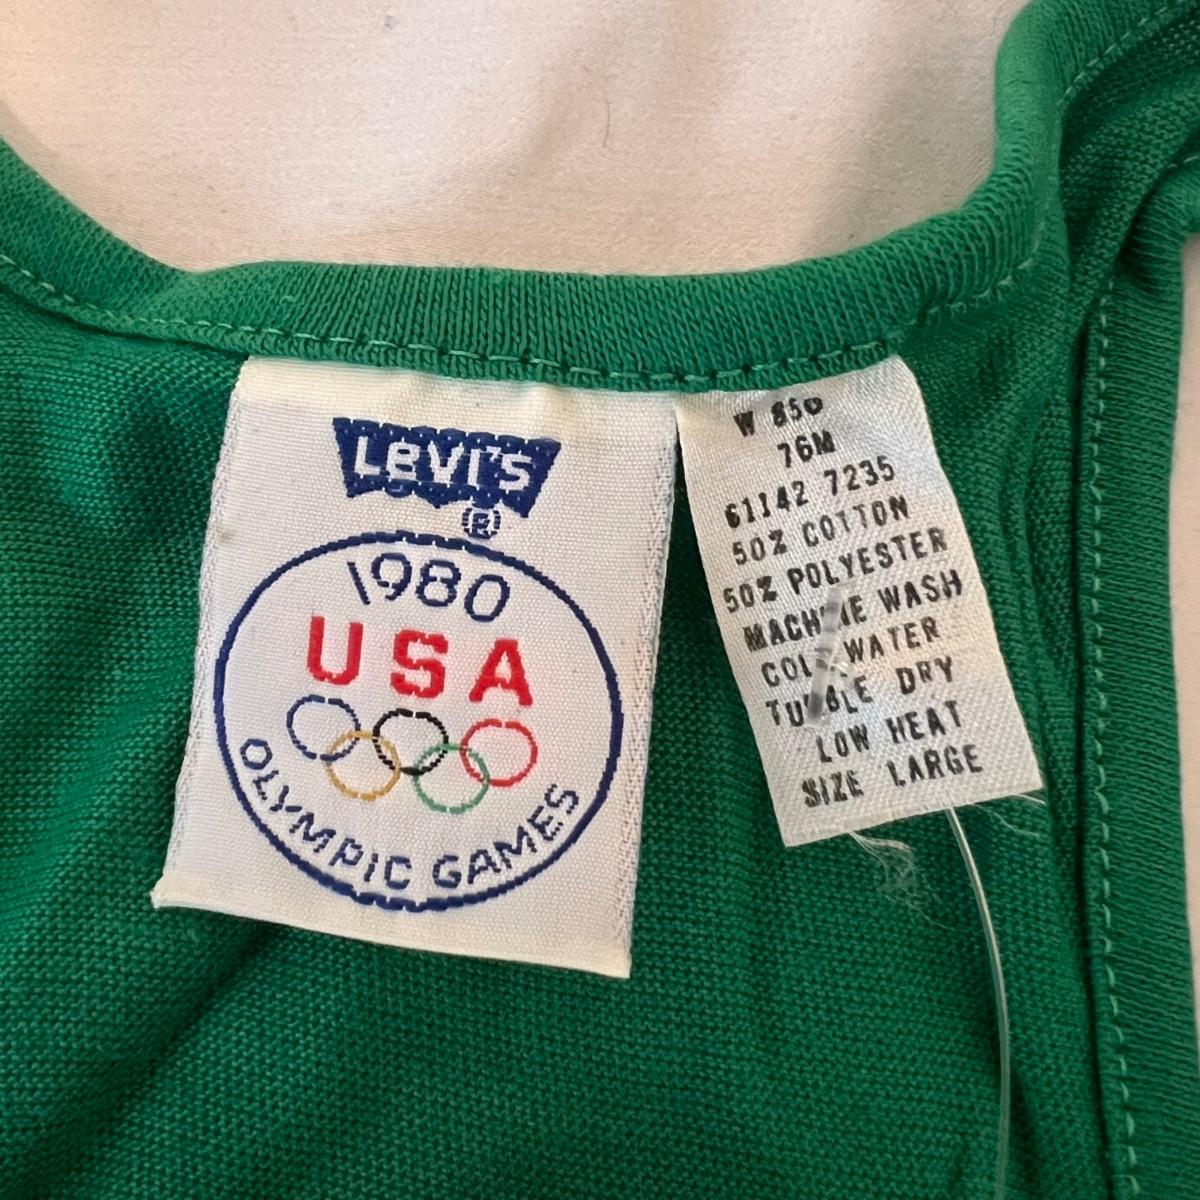 LEVI'S
®
1980
USA
OLYMPIC GAMES
W 850
76M
61142 7235
50% COTTON
50% POLYESTER
MACHINE WASH
COLD WATER
TUMBLE DRY
LOW HEAT
SIZE LARGE